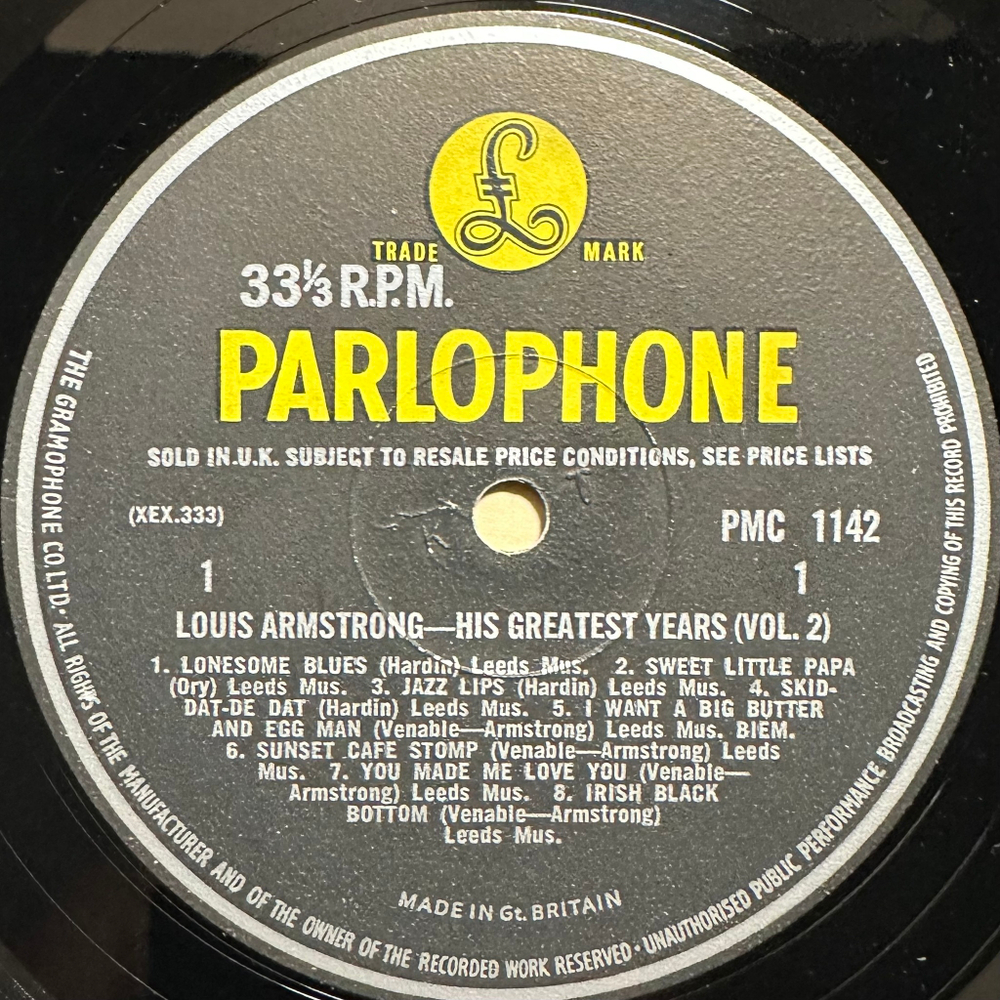 £
TRADE MARK
33⅓ R.P.M.
PARLOPHONE
SOLD IN.U.K. SUBJECT TO RESALE PRICE CONDITIONS, SEE PRICE LISTS
(XEX.333)
PMC 1142
1
1
LOUIS ARMSTRONG—HIS GREATEST YEARS (VOL. 2)
1. LONESOME BLUES (Hardin) Leeds Mus. 2. SWEET LITTLE PAPA
(Ory) Leeds Mus. 3. JAZZ LIPS (Hardin) Leeds Mus. 4. SKID-
DAT-DE DAT (Hardin) Leeds Mus. 5. I WANT A BIG BUTTER
AND EGG MAN (Venable—Armstrong) Leeds Mus. BIEM.
6. SUNSET CAFE STOMP (Venable—Armstrong) Leeds
Mus. 7. YOU MADE ME LOVE YOU (Venable—
Armstrong) Leeds Mus. 8. IRISH BLACK
BOTTOM (Venable—Armstrong)
Leeds Mus.
MADE IN Gt. BRITAIN
THE GRAMOPHONE CO. LTD. · ALL RIGHTS OF THE MANUFACTURER AND OF THE OWNER OF THE RECORDED WORK RESERVED · UNAUTHORISED PUBLIC PERFORMANCE BROADCASTING AND COPYING OF THIS RECORD PROHIBITED